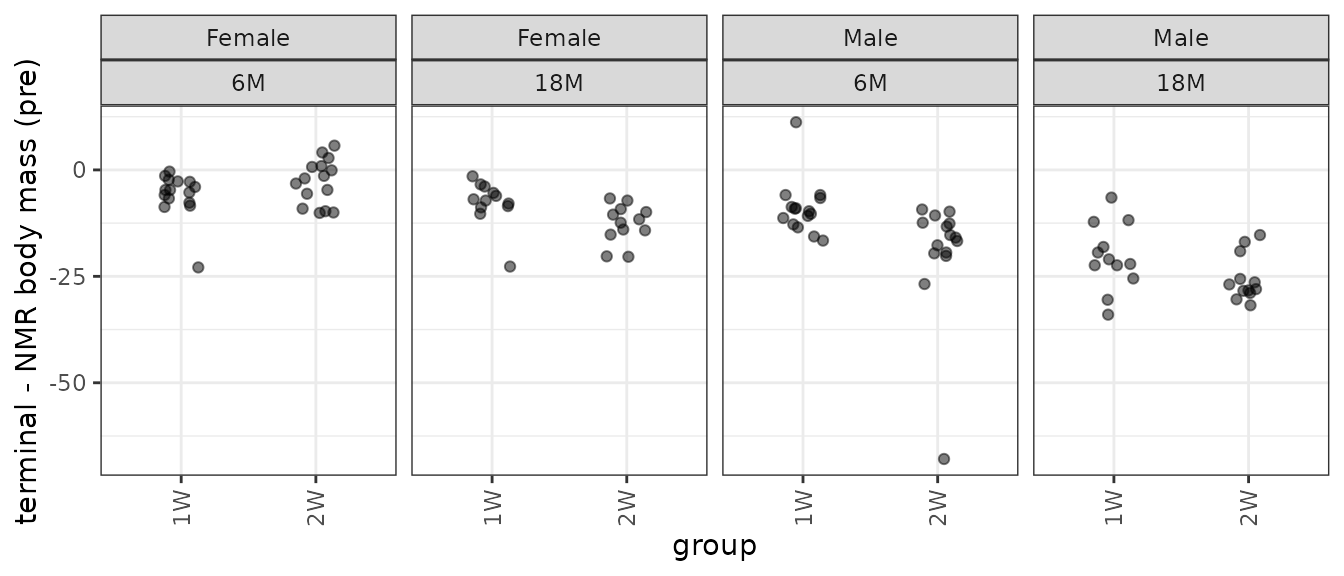 Female Female Male Male
6M 18M 6M 18M
terminal - NMR body mass (pre)
0
-25
-50
1W 2W 1W 2W 1W 2W 1W 2W
group